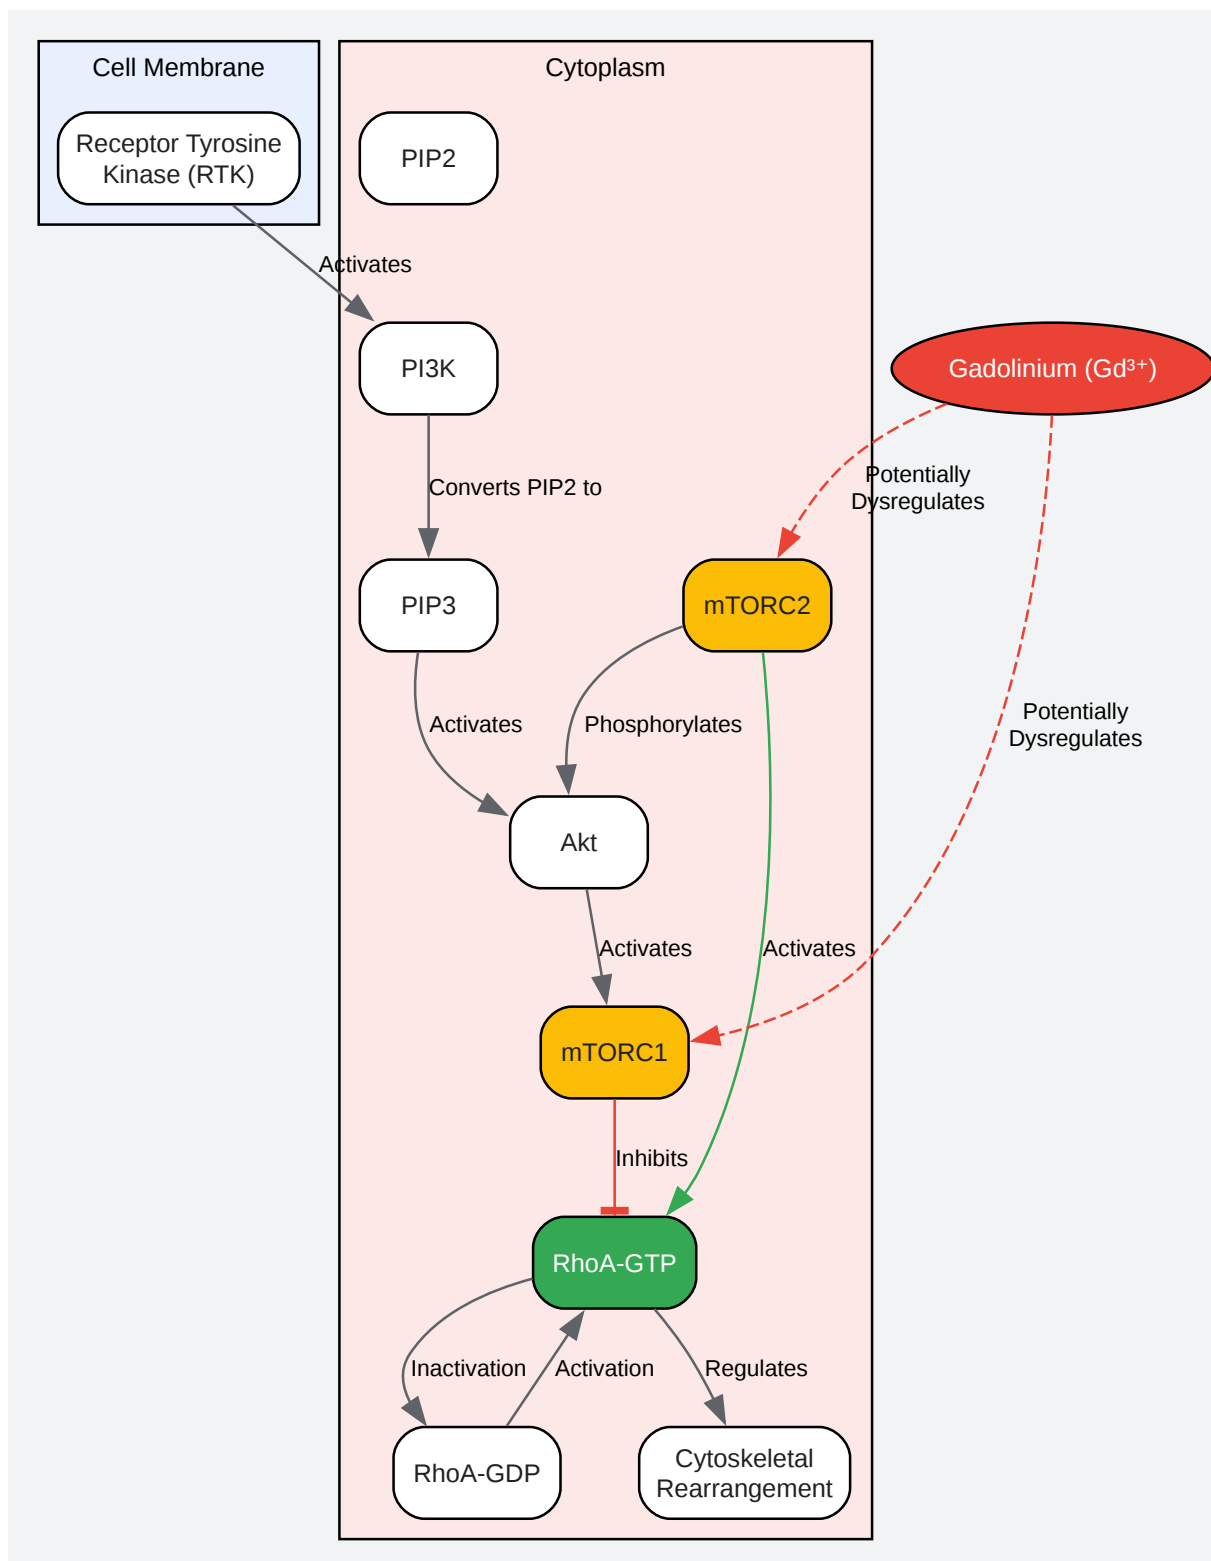 Cell Membrane
Cytoplasm
Receptor Tyrosine
Kinase (RTK)
PIP2
Activates
PI3K
Gadolinium (Gd³⁺)
Converts PIP2 to
Potentially
Dysregulates
PIP3
mTORC2
Activates
Phosphorylates
Potentially
Dysregulates
Akt
Activates
Activates
mTORC1
Inhibits
RhoA-GTP
Inactivation
Activation
Regulates
RhoA-GDP
Cytoskeletal
Rearrangement